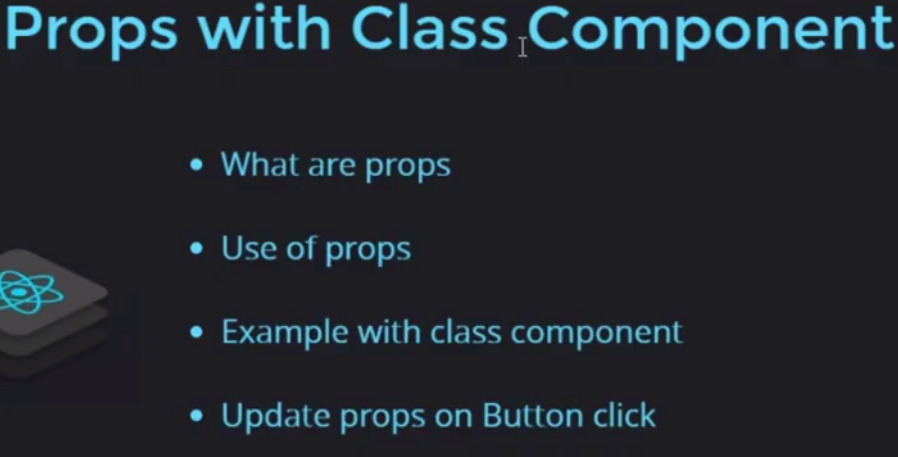 Props with Class Component
What are props
Use of props
Example with class component
Update props on Button click